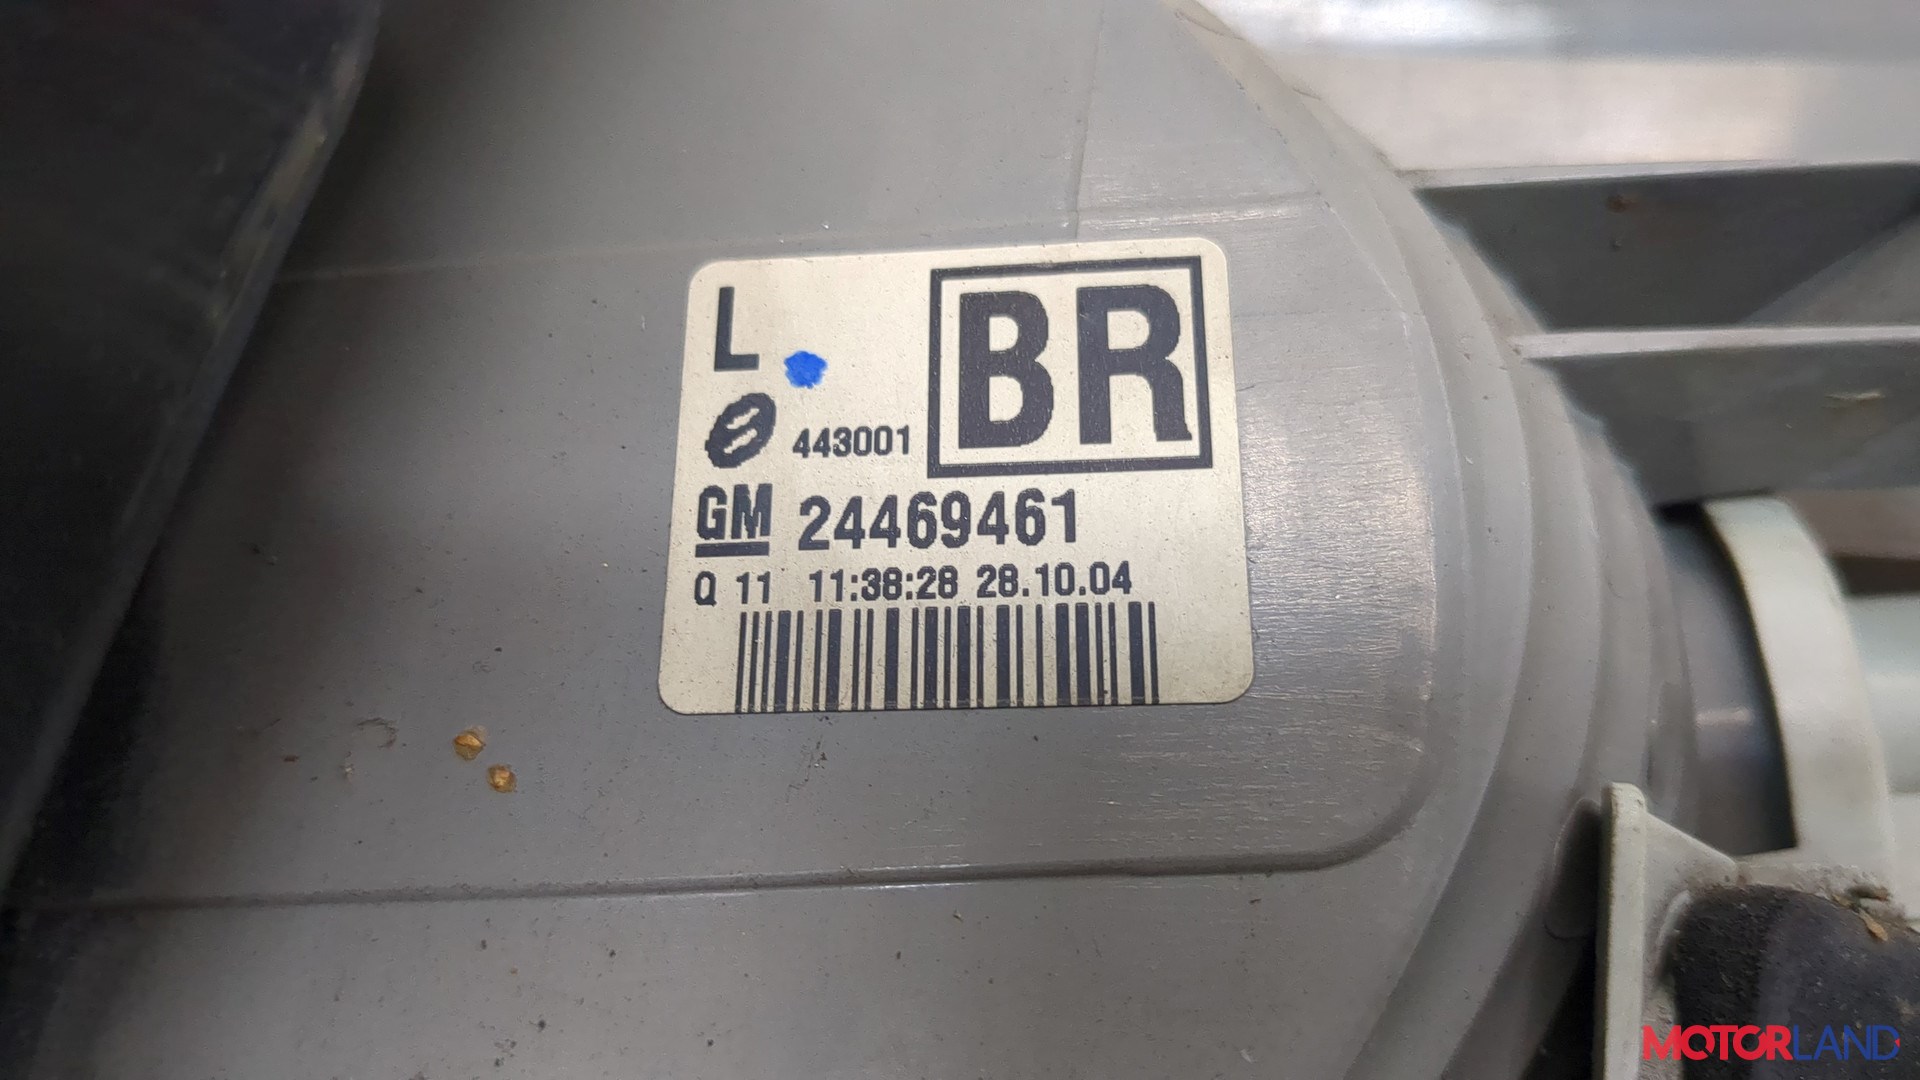 L
BR
443001
GM 24469461
Q 11 11:38:28 28.10.04
MOTORLAND